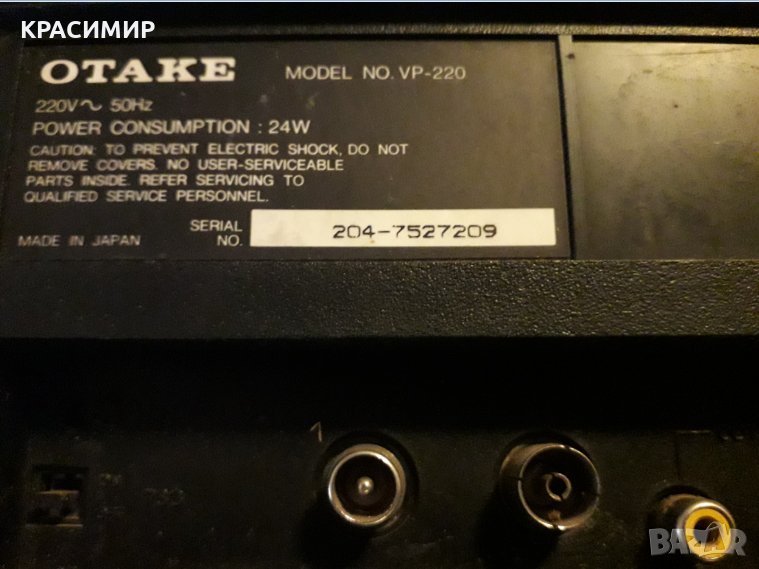 КРАСИМИР
OTAKE MODEL NO. VP-220
220V~ 50Hz
POWER CONSUMPTION : 24W
CAUTION: TO PREVENT ELECTRIC SHOCK, DO NOT
REMOVE COVERS. NO USER-SERVICEABLE
PARTS INSIDE. REFER SERVICING TO
QUALIFIED SERVICE PERSONNEL.
MADE IN JAPAN
SERIAL
NO.
204-7527209
BAZAR